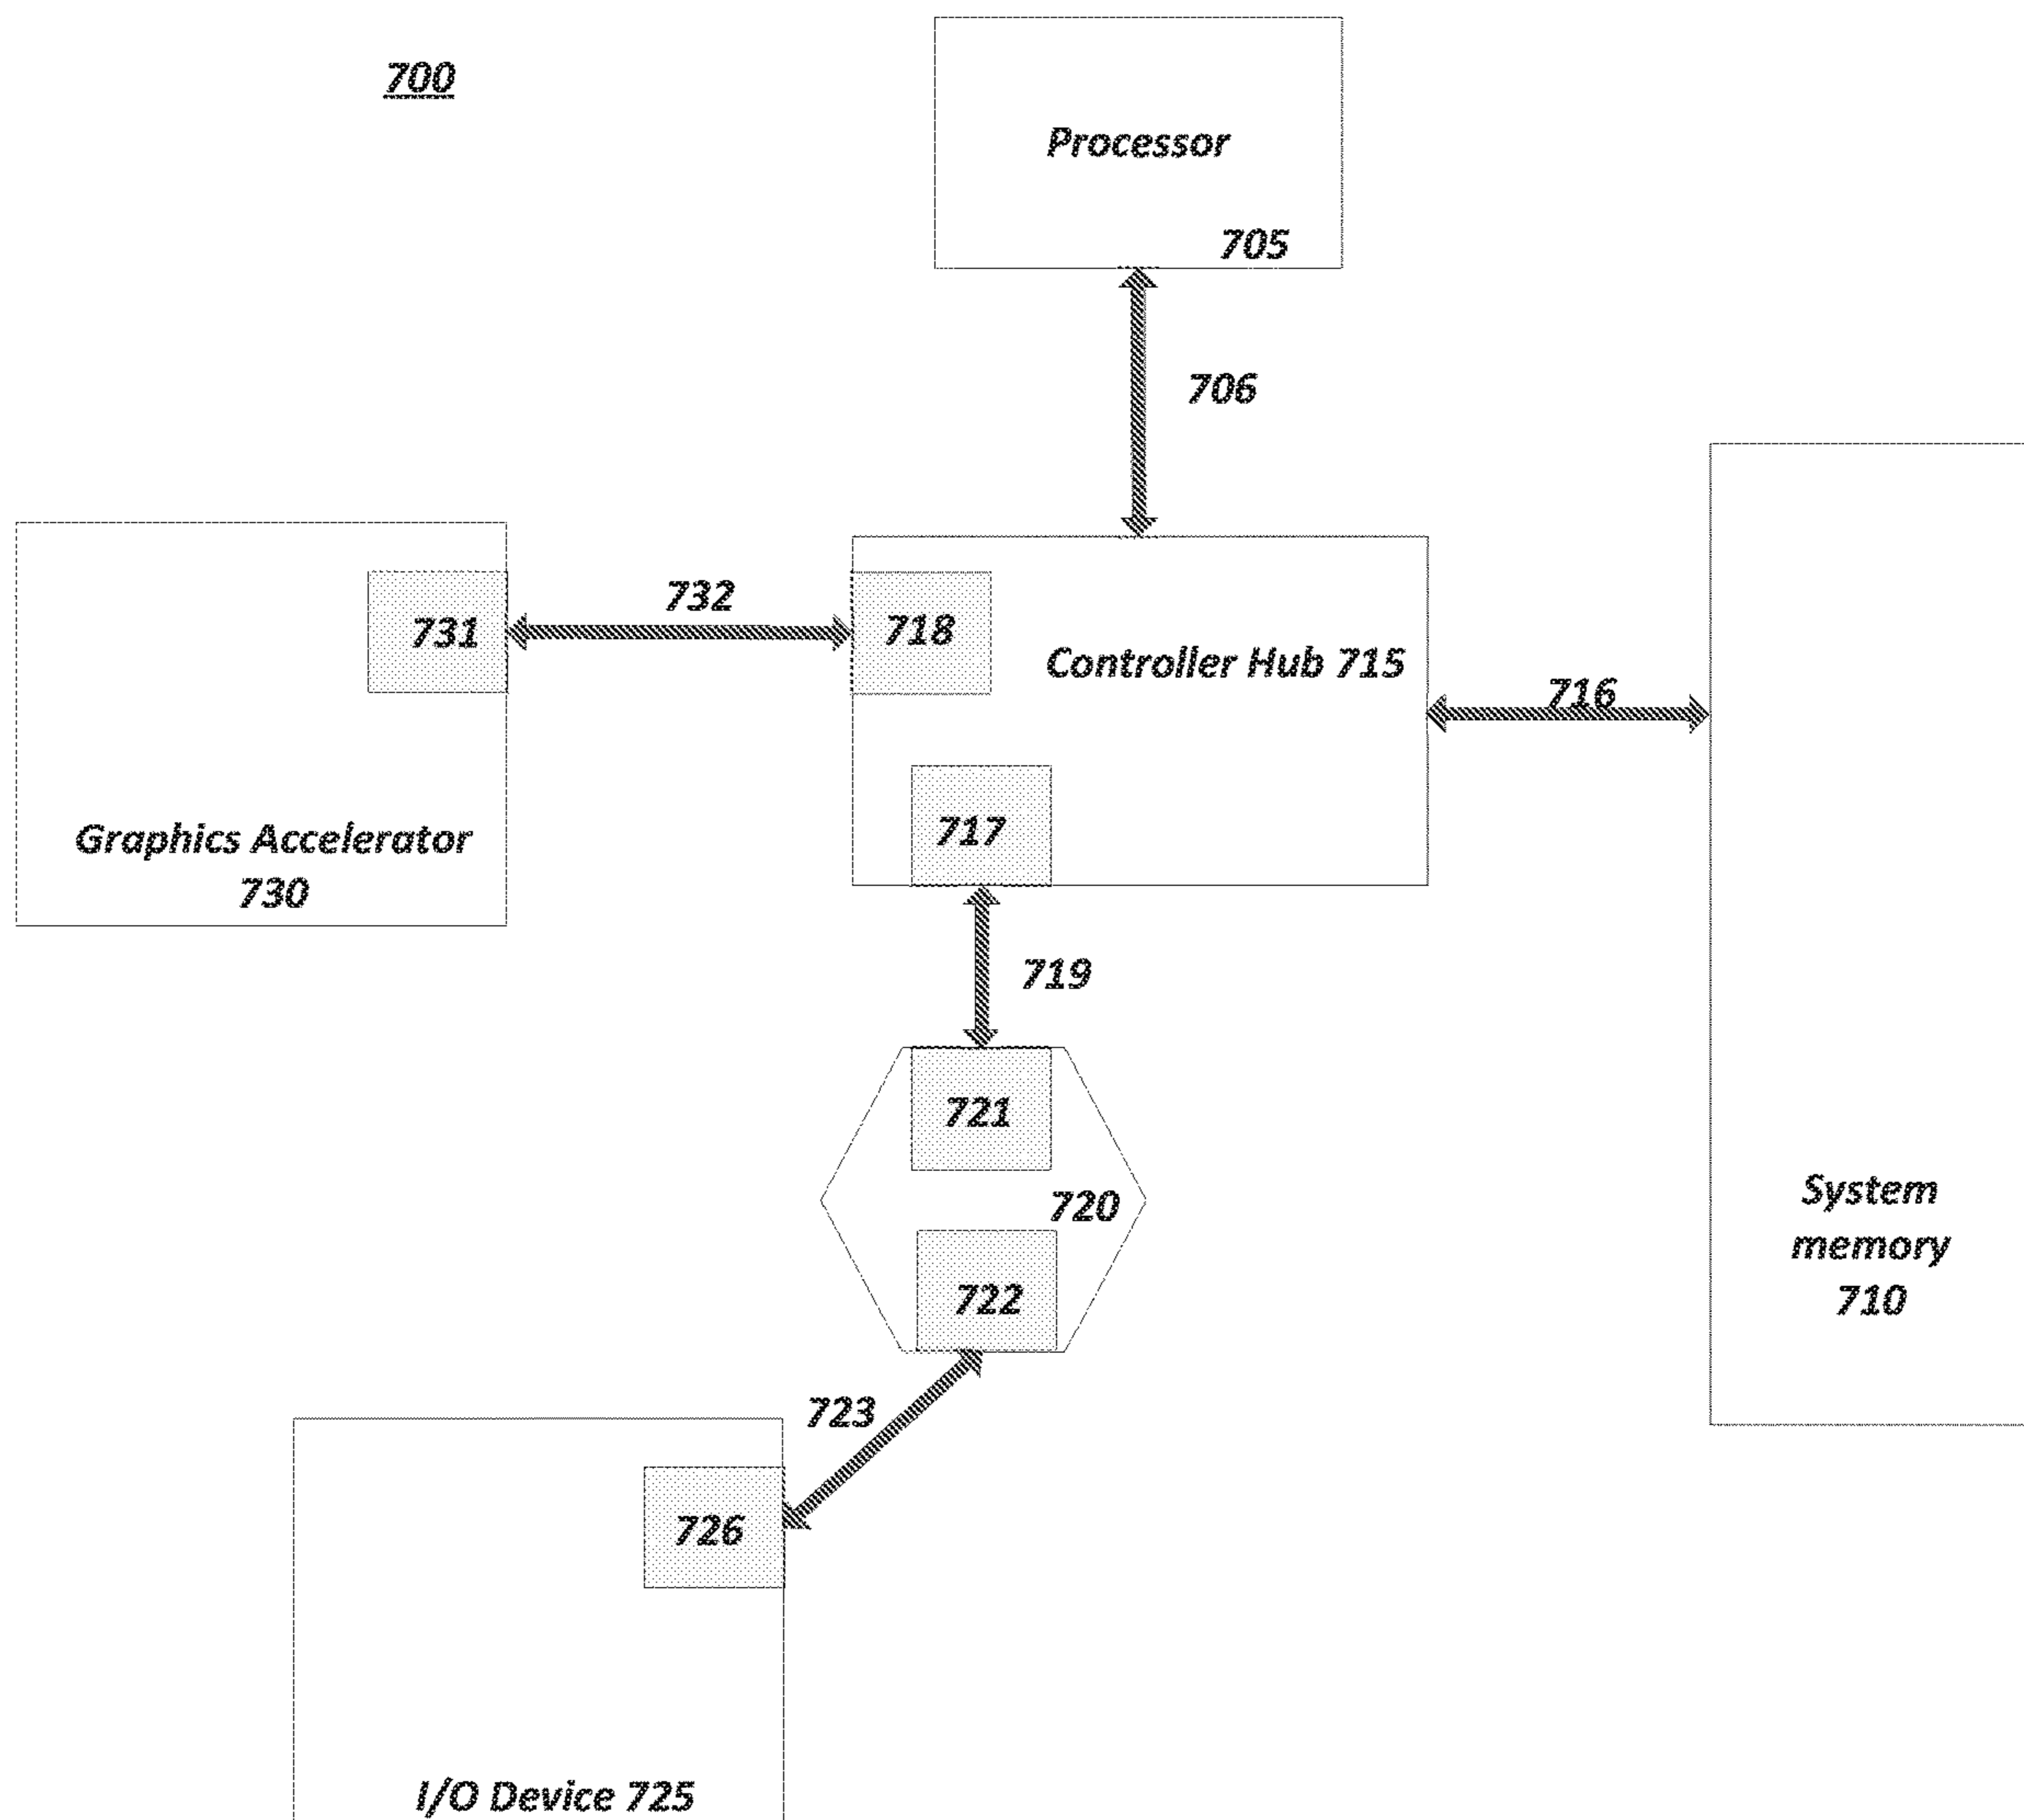 700
Processor
705
706
732
731
718
Controller Hub 715
716
Graphics Accelerator
730
717
719
721
720
722
System
memory
710
723
726
I/O Device 725